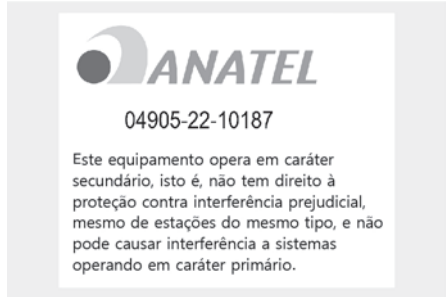 ANATEL
04905-22-10187
Este equipamento opera em caráter
secundário, isto é, não tem direito à
proteção contra interferência prejudicial,
mesmo de estações do mesmo tipo, e não
pode causar interferência a sistemas
operando em caráter primário.